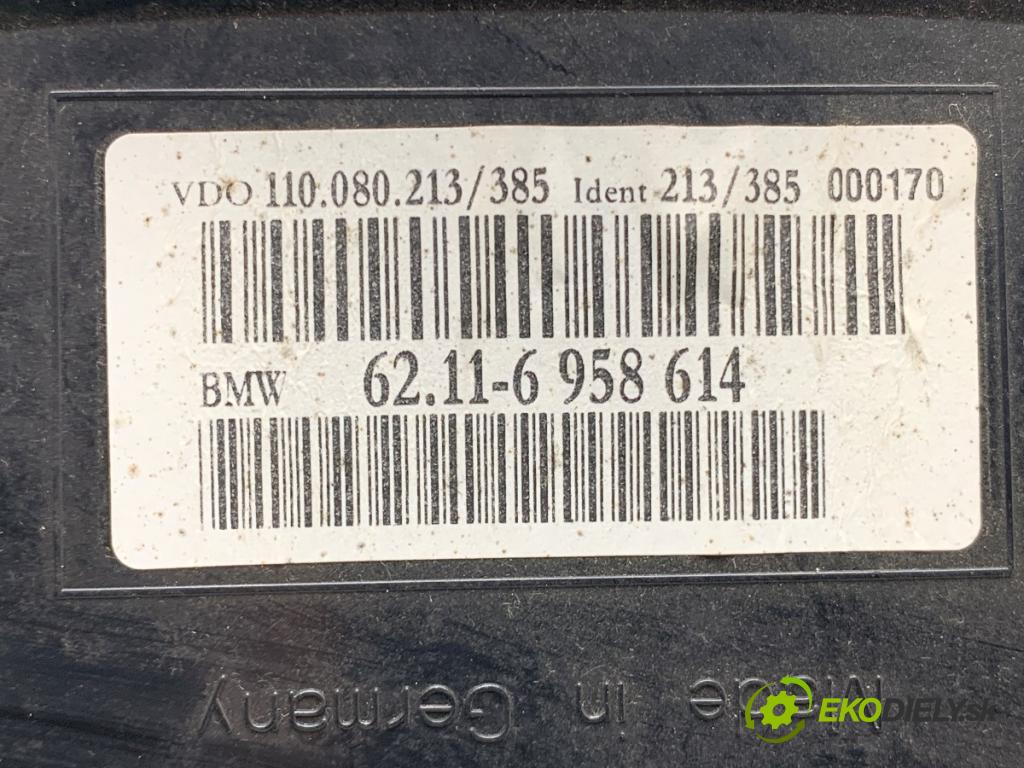 VDO 110.080.213/385 Ident 213/385 000170
BMW 62.11-6 958 614
Made in
Germany
EKODIELY.sk